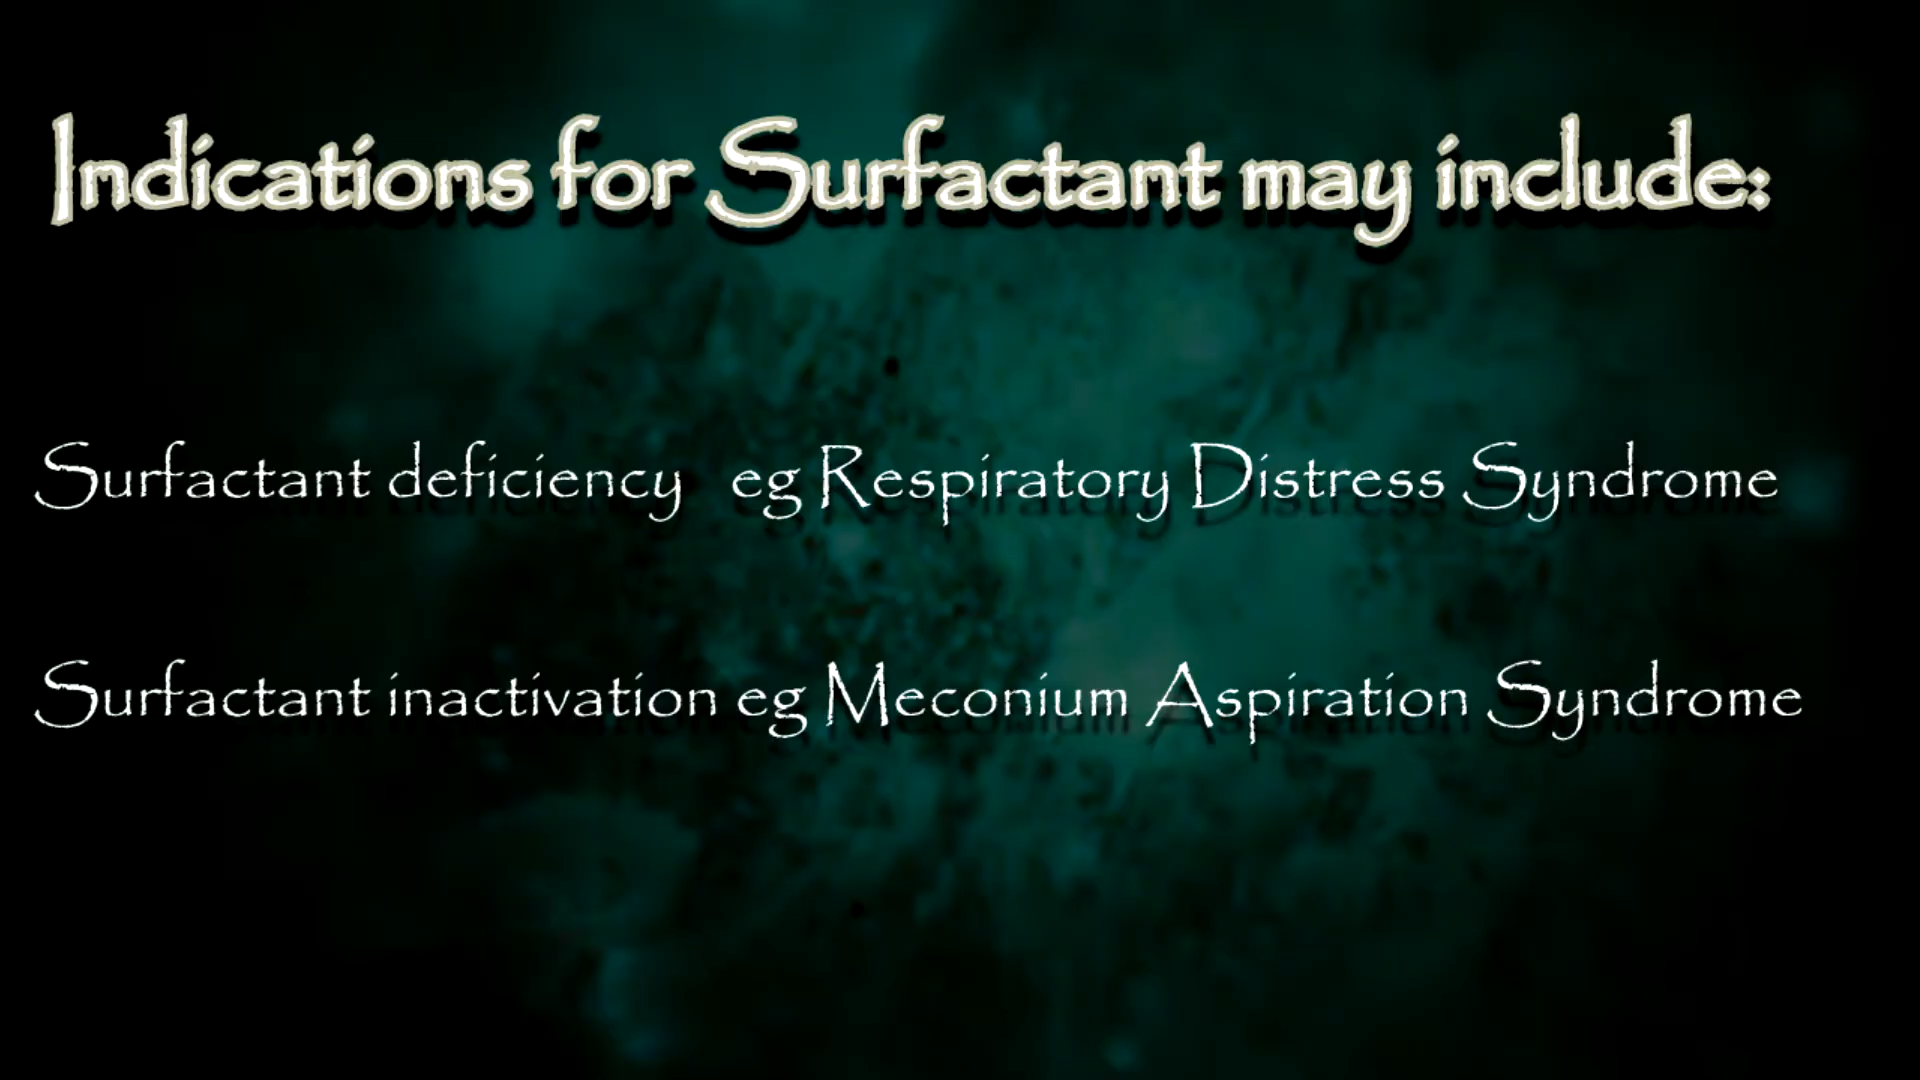 Indications for Surfactant may include:
Surfactant deficiency eg Respiratory Distress Syndrome
Surfactant inactivation eg Meconium Aspiration Syndrome